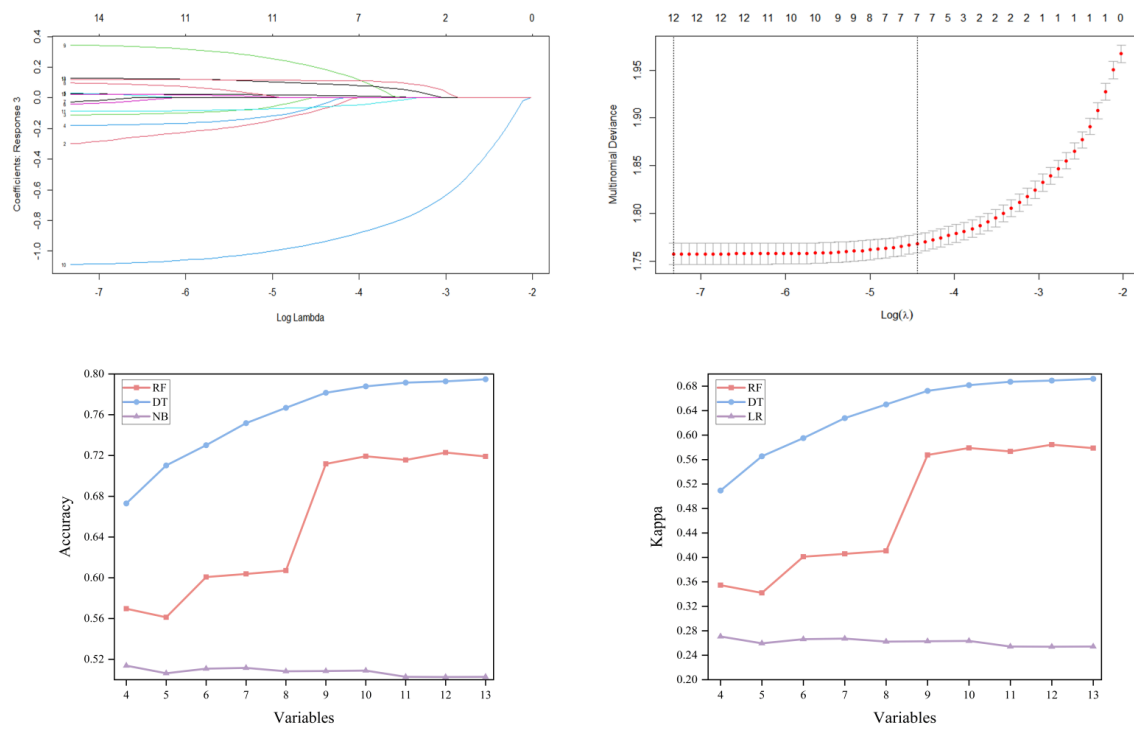 14 11 11 7 2 0
0.4
0.2
0.0
-0.2
-0.4
-0.6
-0.8
-1.0
Coefficients: Response 3
6
4
2
10
-7 -6 -5 -4 -3 -2
Log Lambda
12 12 12 11 10 10 9 9 8 7 7 7 5 3 2 2 2 1 1 1 1 0
1.95
1.90
1.85
1.80
1.75
Multinomial Deviance
-7 -6 -5 -4 -3 -2
Log(λ)
RF
DT
NB
0.80
0.76
0.72
0.68
0.64
0.60
0.56
0.52
Accuracy
4 5 6 7 8 9 10 11 12 13
Variables
RF
DT
LR
0.68
0.64
0.60
0.56
0.52
0.48
0.44
0.40
0.36
0.32
0.28
0.24
0.20
Kappa
4 5 6 7 8 9 10 11 12 13
Variables